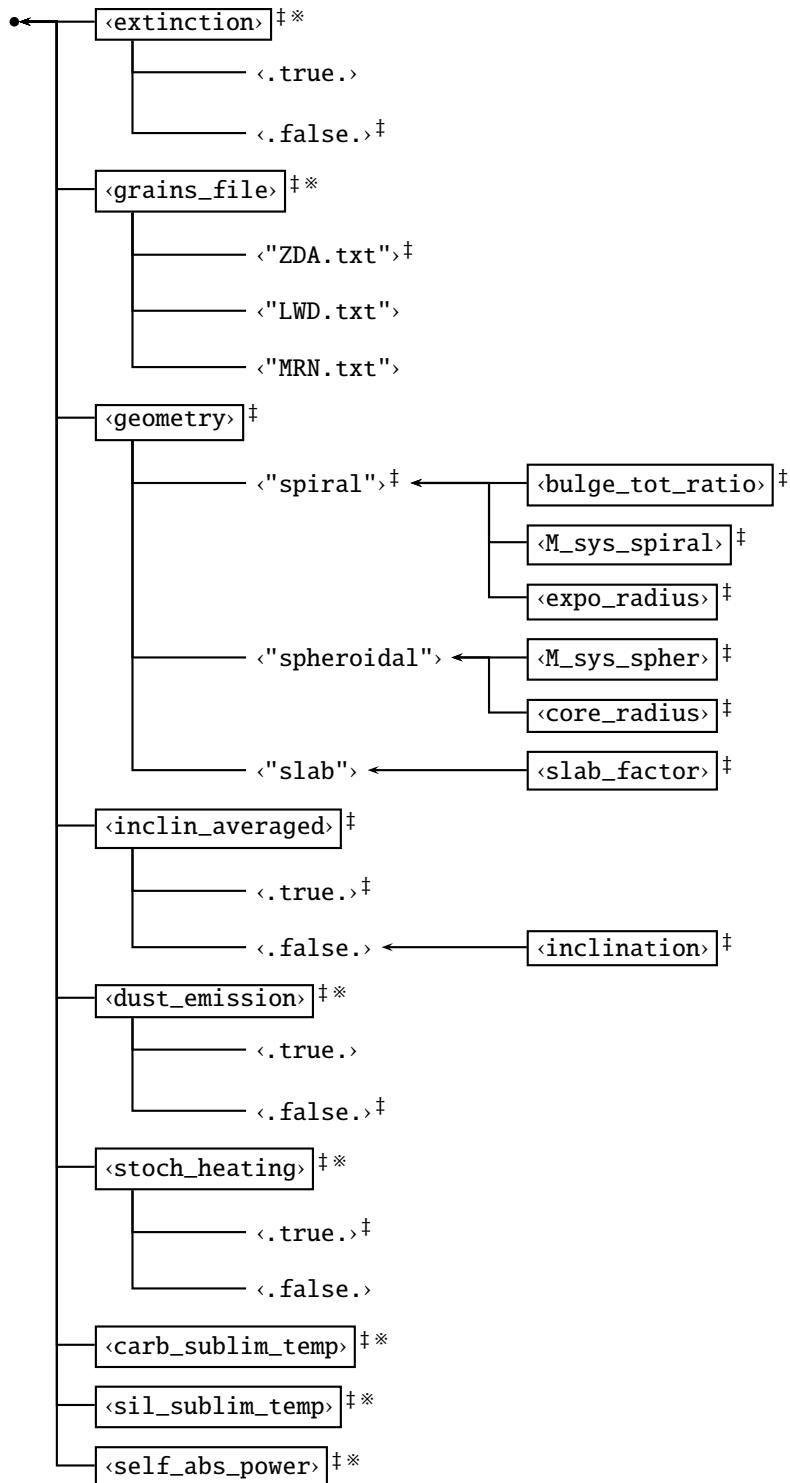 ‹extinction›‡※
‹.true.›
‹.false.›‡
‹grains_file›‡※
‹"ZDA.txt"›‡
‹"LWD.txt"›
‹"MRN.txt"›
‹geometry›‡
‹"spiral"›‡ ‹bulge_tot_ratio›‡
‹M_sys_spiral›‡
‹expo_radius›‡
‹"spheroidal"› ‹M_sys_spher›‡
‹core_radius›‡
‹"slab"› ‹slab_factor›‡
‹inclin_averaged›‡
‹.true.›‡
‹.false.› ‹inclination›‡
‹dust_emission›‡※
‹.true.›
‹.false.›‡
‹stoch_heating›‡※
‹.true.›‡
‹.false.›
‹carb_sublim_temp›‡※
‹sil_sublim_temp›‡※
‹self_abs_power›‡※